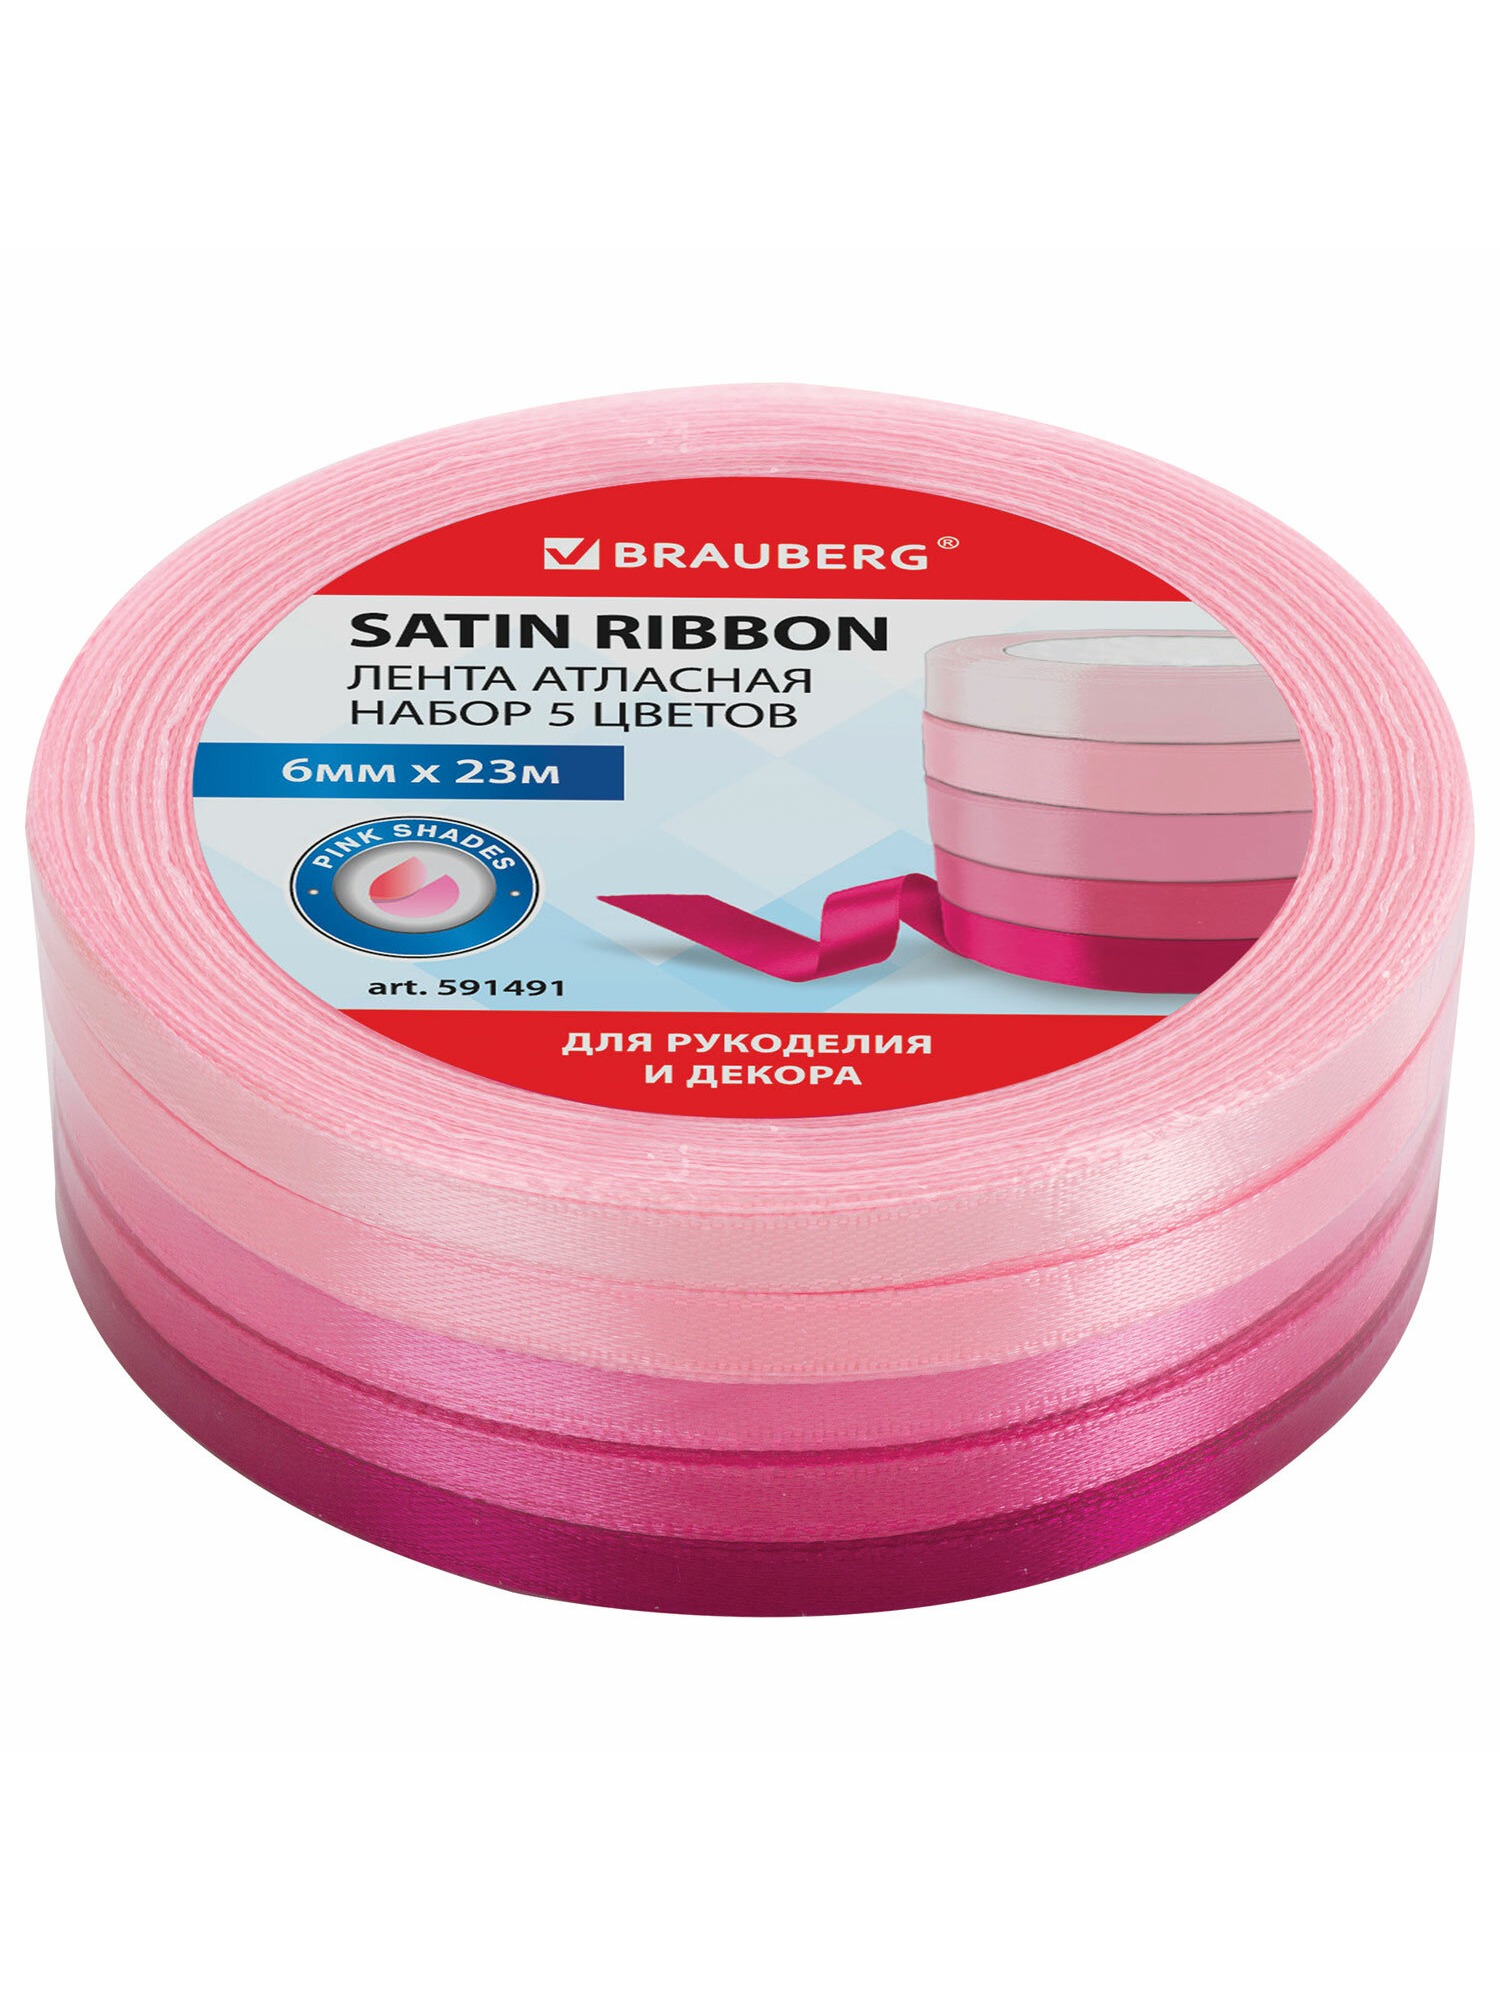 BRAUBERG®
SATIN RIBBON
ЛЕНТА АТЛАСНАЯ
НАБОР 5 ЦВЕТОВ
6мм x 23м
PINK SHADES
art. 591491
ДЛЯ РУКОДЕЛИЯ
И ДЕКОРА